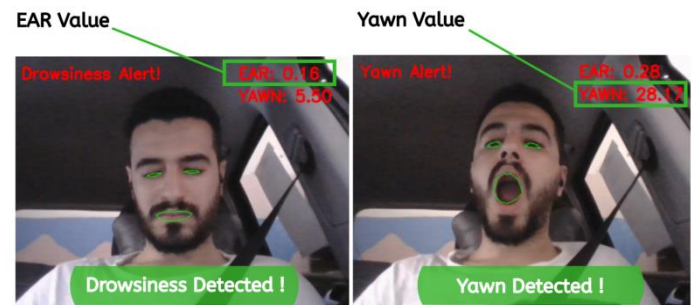 EAR Value
Drowsiness Alert!
EAR: 0.16
YAWN: 5.50
Drowsiness Detected !
Yawn Value
Yawn Alert!
EAR: 0.28
YAWN: 28.17
Yawn Detected !